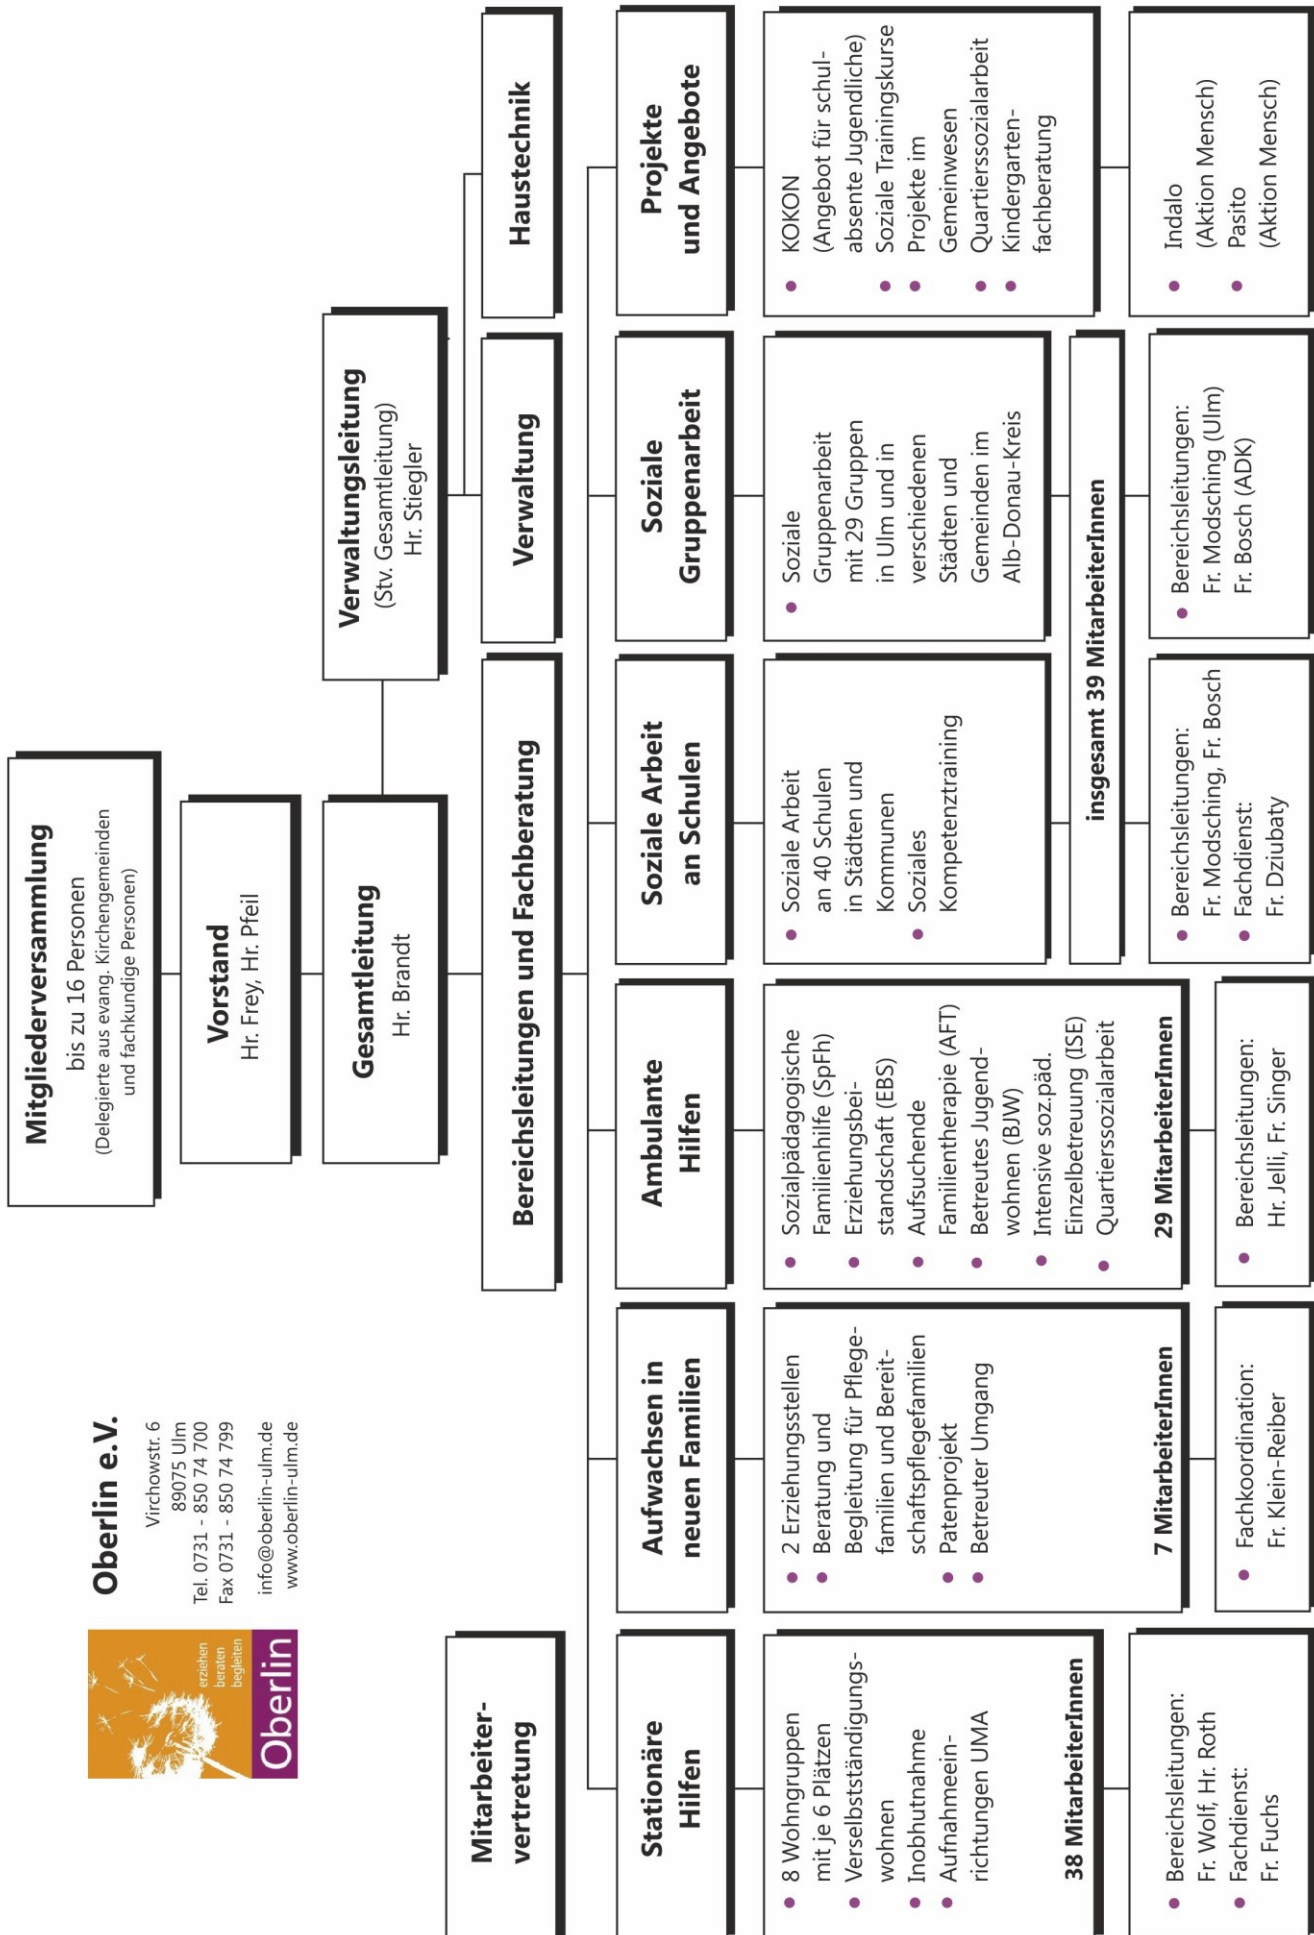 Oberlin e.V.
Virchowstr. 6
89075 Ulm
Tel. 0731 - 850 74 700
Fax 0731 - 850 74 799
info@oberlin-ulm.de
www.oberlin-ulm.de
erziehen
beraten
begleiten
Oberlin
Mitgliederversammlung
bis zu 16 Personen
(Delegierte aus evang. Kirchengemeinden
und fachkundige Personen)
Vorstand
Hr. Frey, Hr. Pfeil
Gesamtleitung
Hr. Brandt
Verwaltungsleitung
(Stv. Gesamtleitung)
Hr. Stiegler
Mitarbeiter-
vertretung
Bereichsleitungen und Fachberatung
Verwaltung
Haustechnik
Stationäre
Hilfen
• 8 Wohngruppen
mit je 6 Plätzen
• Verselbstständigungs-
wohnen
• Inobhutnahme
• Aufnahmeein-
richtungen UMA
38 MitarbeiterInnen
• Bereichsleitungen:
Fr. Wolf, Hr. Roth
• Fachdienst:
Fr. Fuchs
Aufwachsen in
neuen Familien
• 2 Erziehungsstellen
• Beratung und
Begleitung für Pflege-
familien und Bereit-
schaftspflegefamilien
• Patenprojekt
• Betreuter Umgang
7 MitarbeiterInnen
• Fachkoordination:
Fr. Klein-Reiber
Ambulante
Hilfen
• Sozialpädagogische
Familienhilfe (SpFh)
• Erziehungsbei-
standschaft (EBS)
• Aufsuchende
Familientherapie (AFT)
• Betreutes Jugend-
wohnen (BJW)
• Intensive soz.päd.
Einzelbetreuung (ISE)
• Quartierssozialarbeit
29 MitarbeiterInnen
• Bereichsleitungen:
Hr. Jelli, Fr. Singer
Soziale Arbeit
an Schulen
• Soziale Arbeit
an 40 Schulen
in Städten und
Kommunen
• Soziales
Kompetenztraining
Soziale
Gruppenarbeit
• Soziale
Gruppenarbeit
mit 29 Gruppen
in Ulm und in
verschiedenen
Städten und
Gemeinden im
Alb-Donau-Kreis
insgesamt 39 MitarbeiterInnen
• Bereichsleitungen:
Fr. Modsching, Fr. Bosch
• Fachdienst:
Fr. Dziubaty
• Bereichsleitungen:
Fr. Modsching (Ulm)
Fr. Bosch (ADK)
Projekte
und Angebote
• KOKON
(Angebot für schul-
absente Jugendliche)
• Soziale Trainingskurse
• Projekte im
Gemeinwesen
• Quartierssozialarbeit
• Kindergarten-
fachberatung
• Indalo
(Aktion Mensch)
• Pasito
(Aktion Mensch)